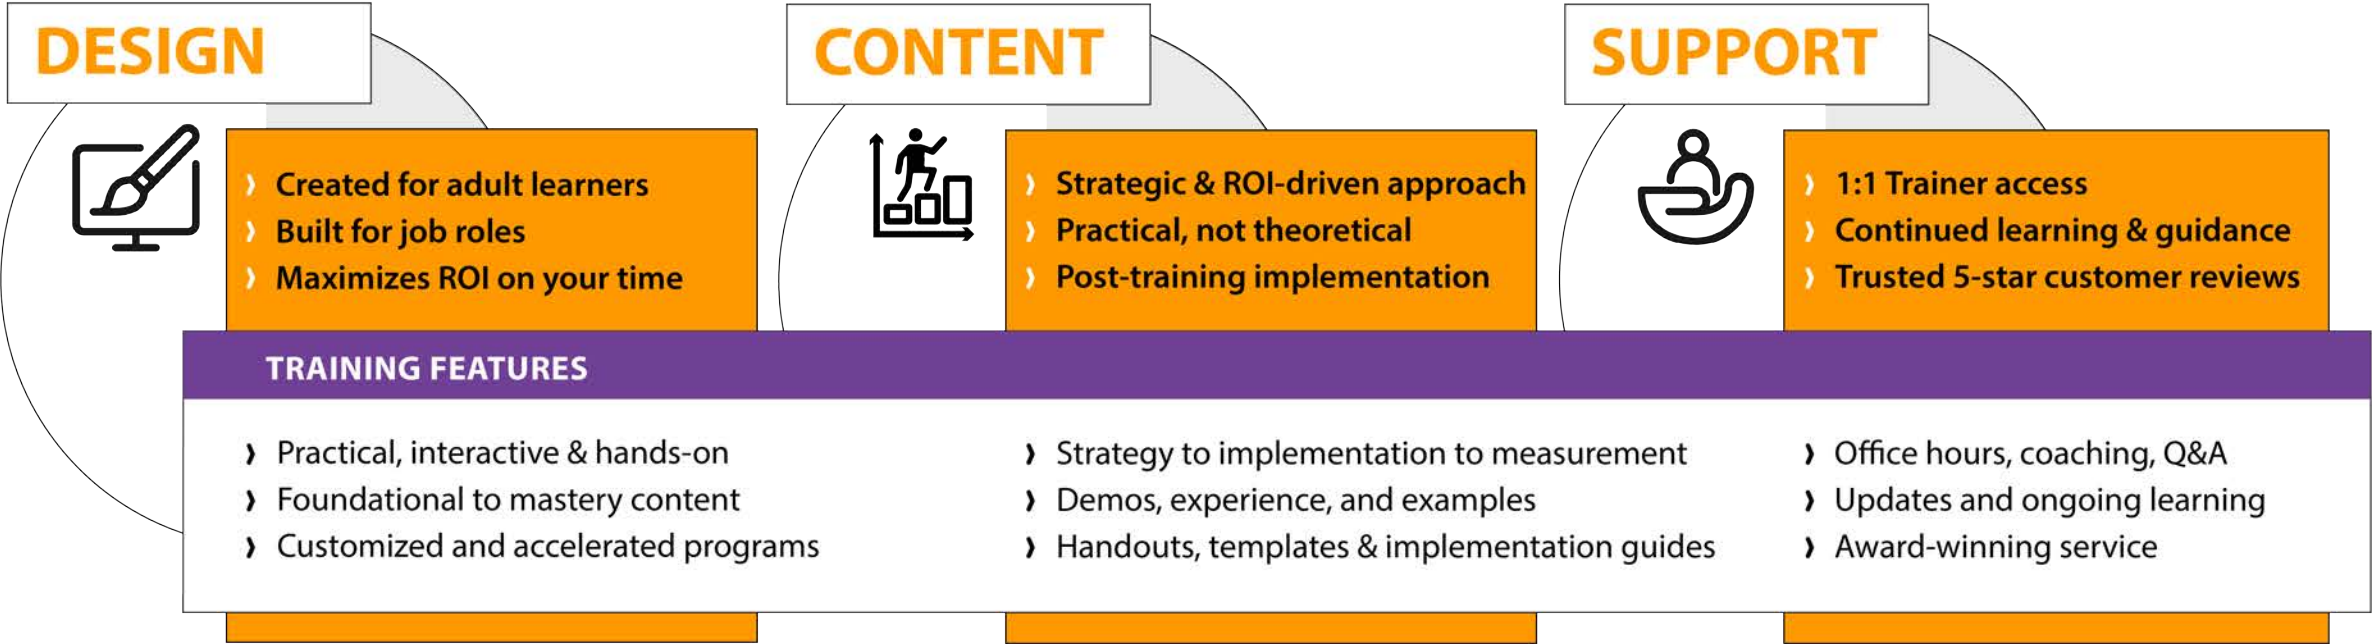 DESIGN
Created for adult learners
Built for job roles
Maximizes ROI on your time
CONTENT
Strategic & ROI-driven approach
Practical, not theoretical
Post-training implementation
SUPPORT
1:1 Trainer access
Continued learning & guidance
Trusted 5-star customer reviews
TRAINING FEATURES
Practical, interactive & hands-on
Foundational to mastery content
Customized and accelerated programs
Strategy to implementation to measurement
Demos, experience, and examples
Handouts, templates & implementation guides
Office hours, coaching, Q&A
Updates and ongoing learning
Award-winning service